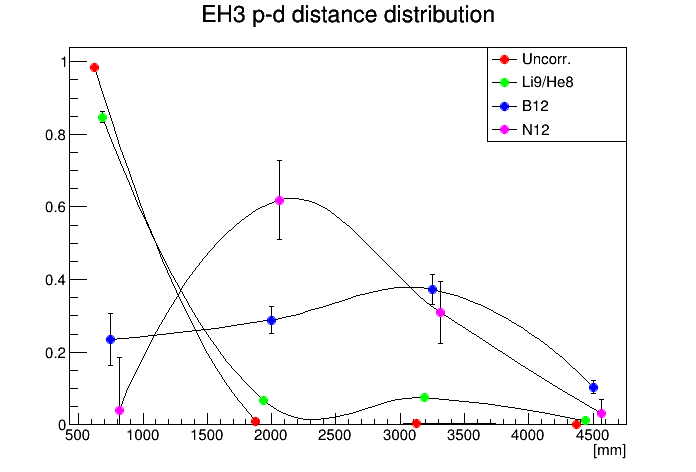 EH3 p-d distance distribution
Uncorr.
Li9/He8
B12
N12
1
0.8
0.6
0.4
0.2
0
500 1000 1500 2000 2500 3000 3500 4000 4500
[mm]